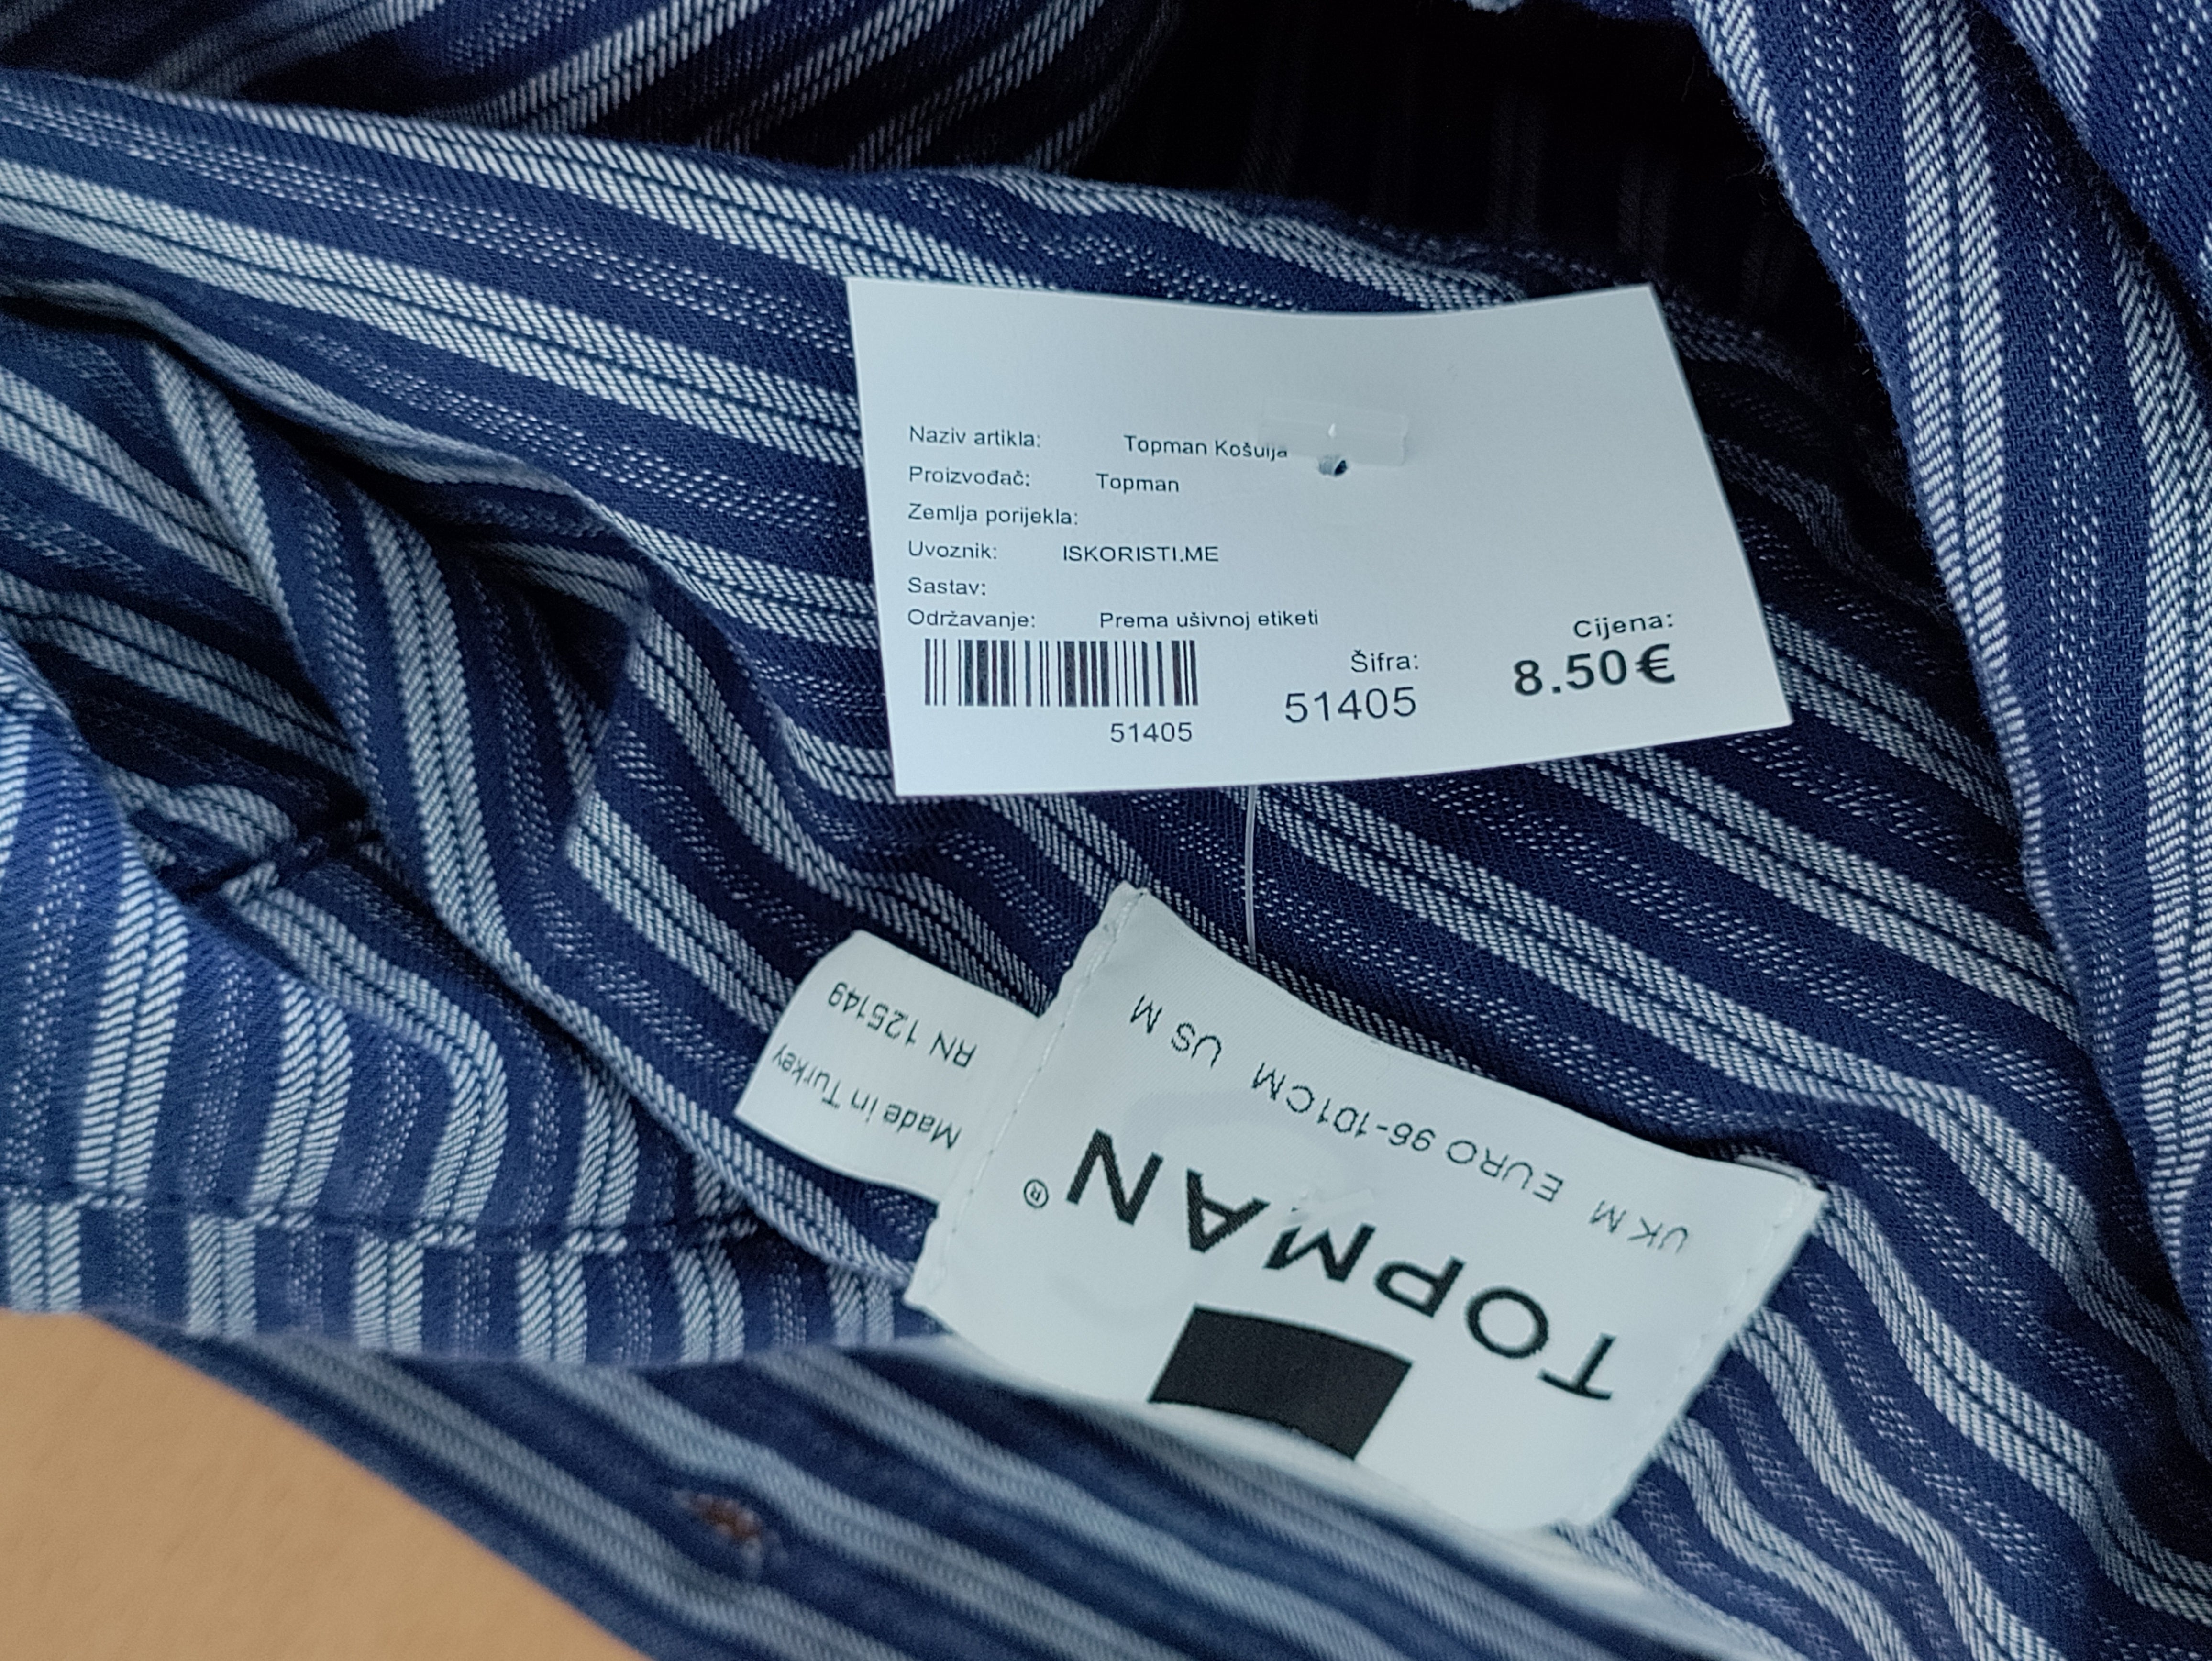 Naziv artikla: Topman Košulja
Proizvođač: Topman
Zemlja porijekla:
Uvoznik: ISKORISTI.ME
Sastav:
Održavanje: Prema ušivnoj etiketi
51405
Šifra:
51405
Cijena:
8.50€
TOPMAN®
UK M EURO 96-101CM US M
Made in Turkey
RN 125149